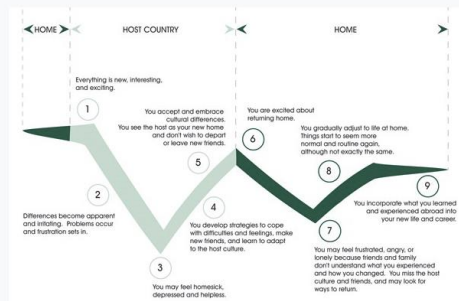 HOME
HOST COUNTRY
HOME
Everything is new, interesting,
and exciting.
1
You accept and embrace
cultural differences.
You see the host as your new home
and don't wish to depart
or leave new friends.
5
You are excited about
returning home.
6
You gradually adjust to life at home.
Things start to seem more
normal and routine again,
although not exactly the same.
8
2
Differences become apparent
and irritating. Problems occur
and frustration sets in.
4
You develop strategies to cope
with difficulties and feelings, make
new friends, and learn to adapt
to the host culture.
3
You may feel homesick,
depressed and helpless.
7
You may feel frustrated, angry, or
lonely because friends and family
don't understand what you experienced
and how you changed. You miss the host
culture and friends, and may look for
ways to return.
9
You incorporate what you learned
and experienced abroad into
your new life and career.